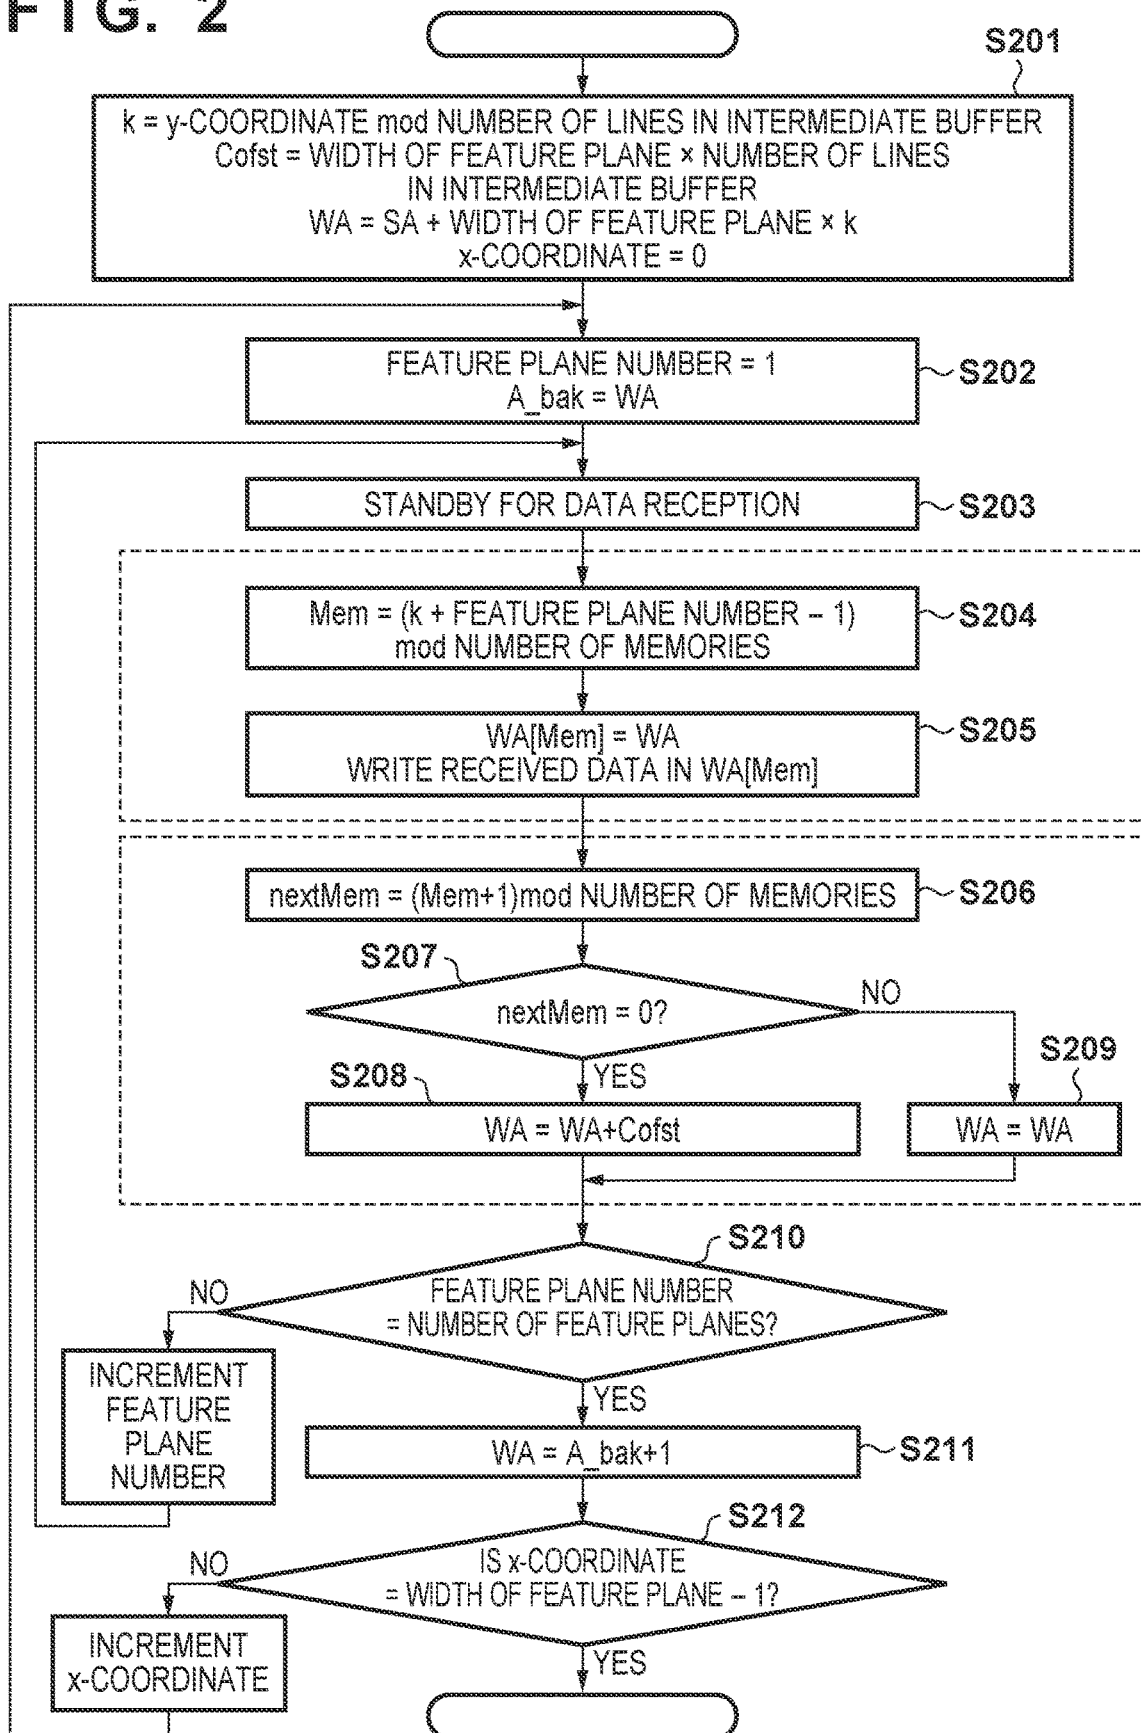 FIG. 2
S201
k = y-COORDINATE mod NUMBER OF LINES IN INTERMEDIATE BUFFER
Cofst = WIDTH OF FEATURE PLANE × NUMBER OF LINES
IN INTERMEDIATE BUFFER
WA = SA + WIDTH OF FEATURE PLANE × k
x-COORDINATE = 0
FEATURE PLANE NUMBER = 1
A_bak = WA
S202
STANDBY FOR DATA RECEPTION
S203
Mem = (k + FEATURE PLANE NUMBER – 1)
mod NUMBER OF MEMORIES
S204
WA[Mem] = WA
WRITE RECEIVED DATA IN WA[Mem]
S205
nextMem = (Mem+1)mod NUMBER OF MEMORIES
S206
S207
nextMem = 0?
NO
YES
S208
WA = WA+Cofst
S209
WA = WA
S210
FEATURE PLANE NUMBER
= NUMBER OF FEATURE PLANES?
NO
YES
INCREMENT
FEATURE
PLANE
NUMBER
WA = A_bak+1
S211
S212
IS x-COORDINATE
= WIDTH OF FEATURE PLANE – 1?
NO
YES
INCREMENT
x-COORDINATE